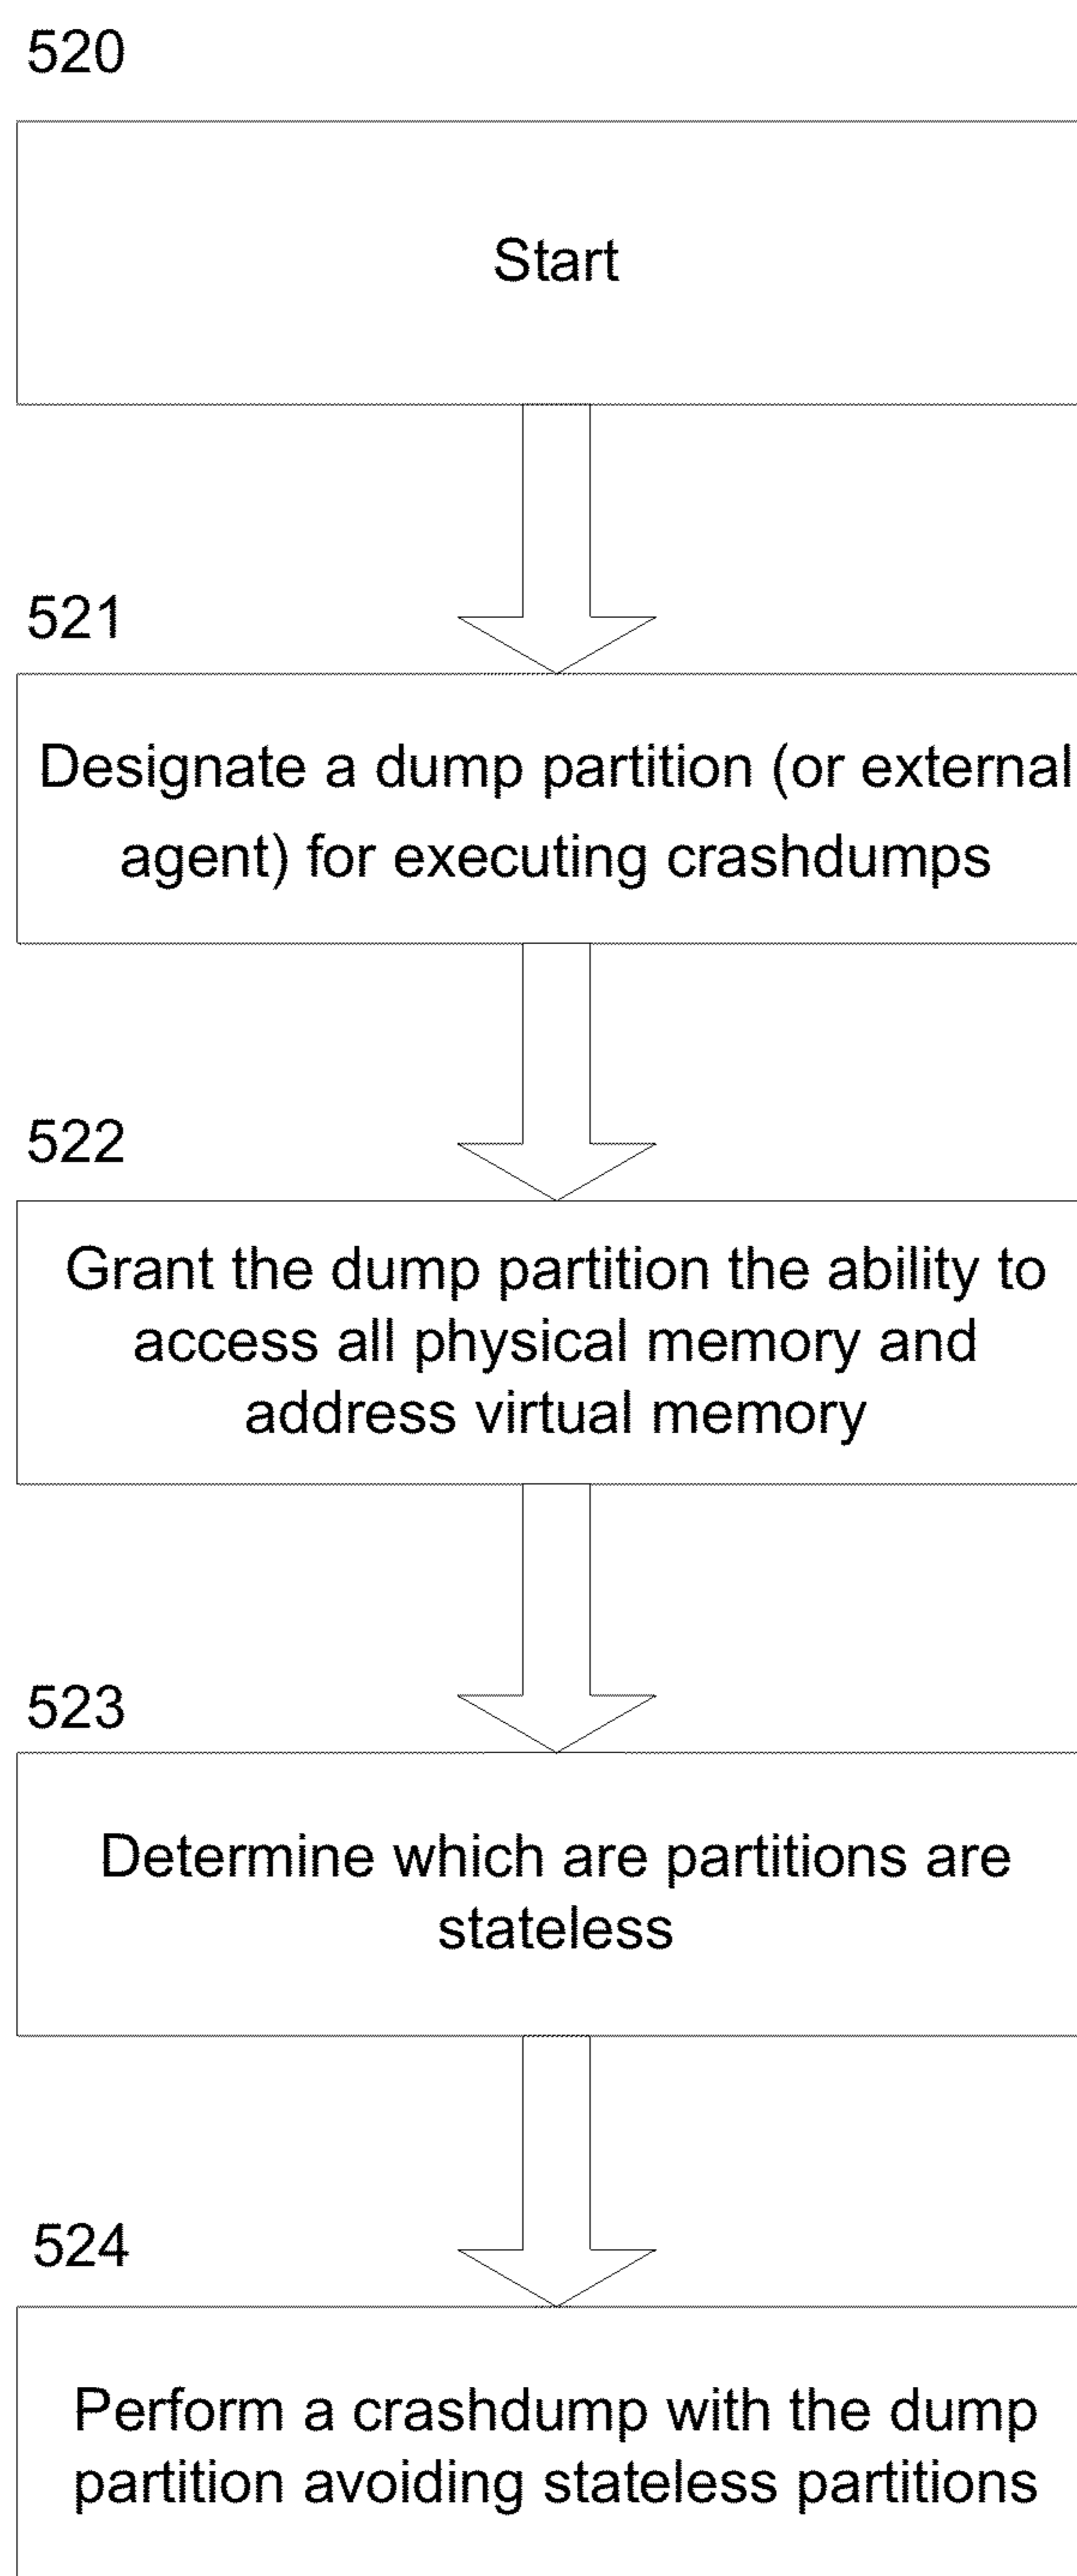 520
Start
521
Designate a dump partition (or external
agent) for executing crashdumps
522
Grant the dump partition the ability to
access all physical memory and
address virtual memory
523
Determine which are partitions are
stateless
524
Perform a crashdump with the dump
partition avoiding stateless partitions